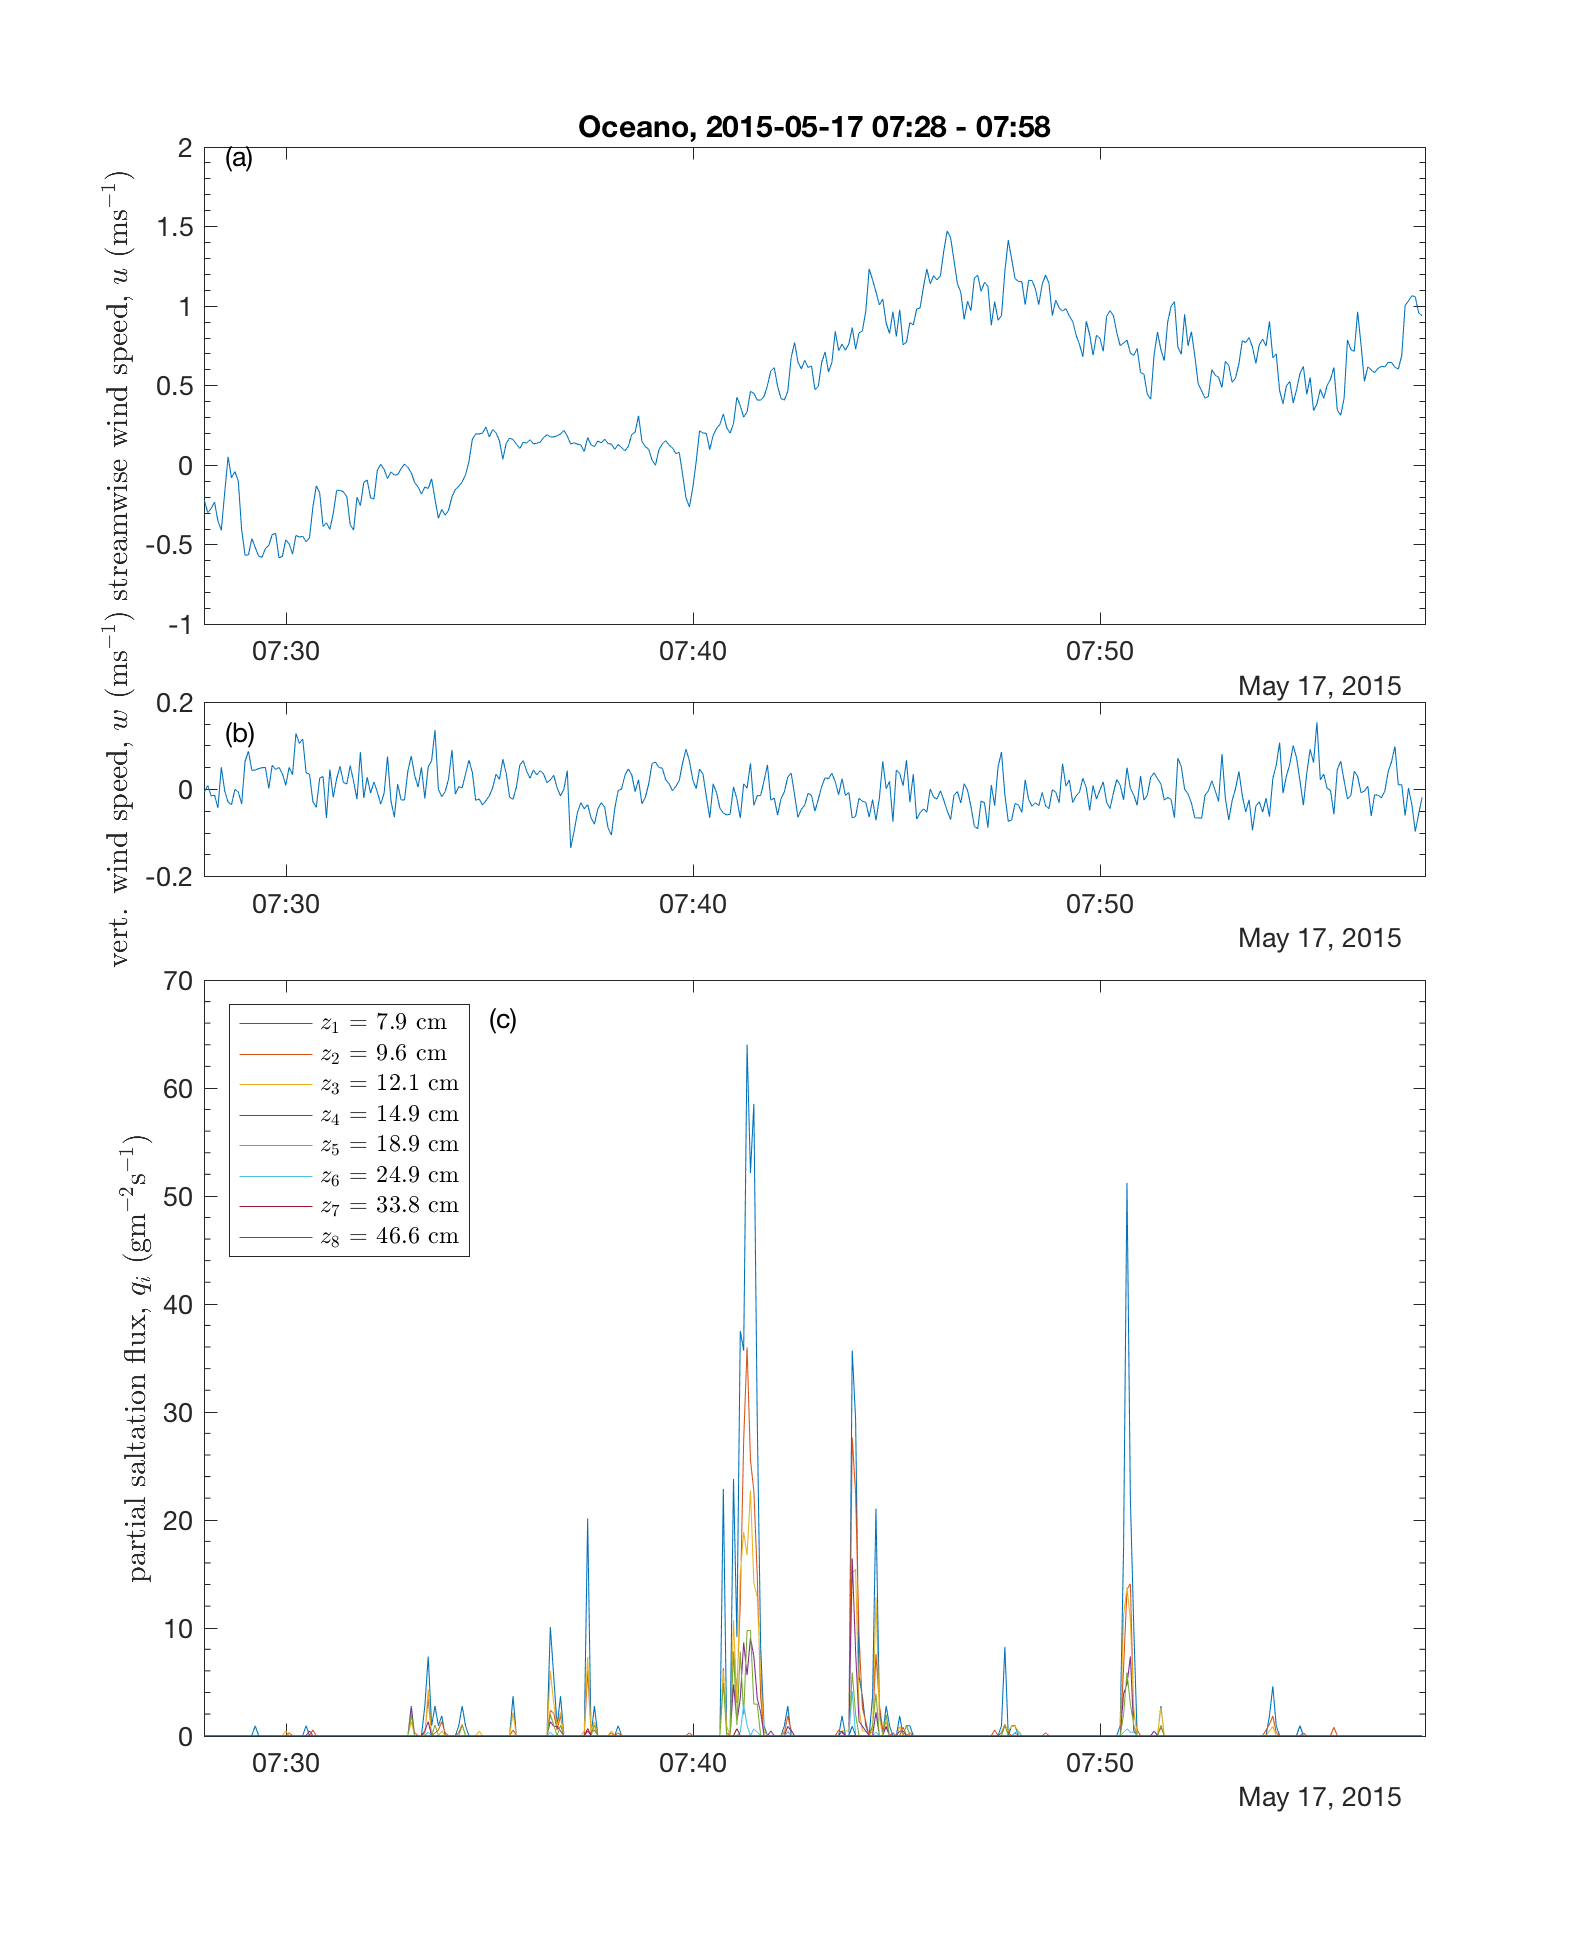 Oceano, 2015-05-17 07:28 - 07:58
(a)
streamwise wind speed, u (ms⁻¹)
2
1.5
1
0.5
0
-0.5
-1
07:30 07:40 07:50
May 17, 2015
(b)
vert. wind speed, w (ms⁻¹)
0.2
0
-0.2
07:30 07:40 07:50
May 17, 2015
(c)
partial saltation flux, qᵢ (gm⁻²s⁻¹)
70
60
50
40
30
20
10
0
z₁ = 7.9 cm
z₂ = 9.6 cm
z₃ = 12.1 cm
z₄ = 14.9 cm
z₅ = 18.9 cm
z₆ = 24.9 cm
z₇ = 33.8 cm
z₈ = 46.6 cm
07:30 07:40 07:50
May 17, 2015